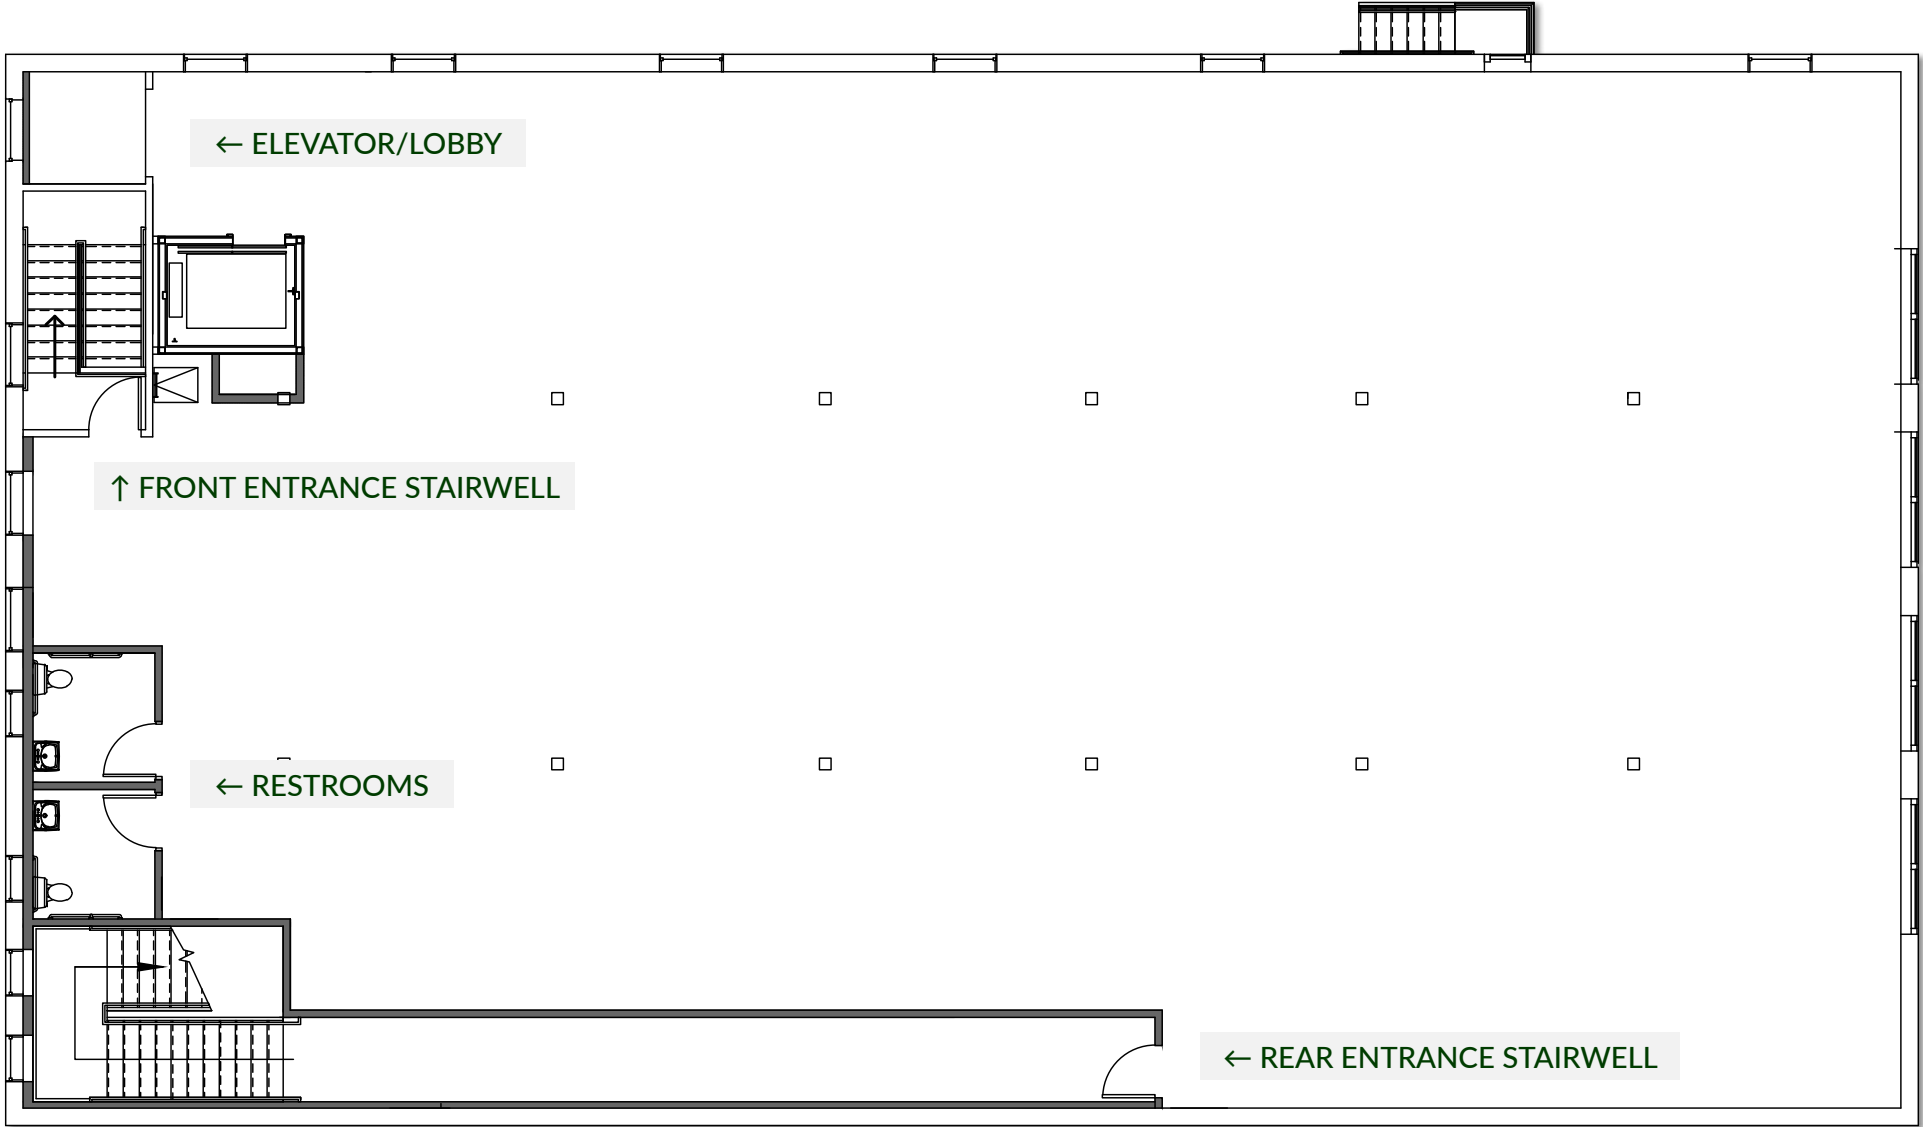 ← ELEVATOR/LOBBY
↑ FRONT ENTRANCE STAIRWELL
← RESTROOMS
← REAR ENTRANCE STAIRWELL